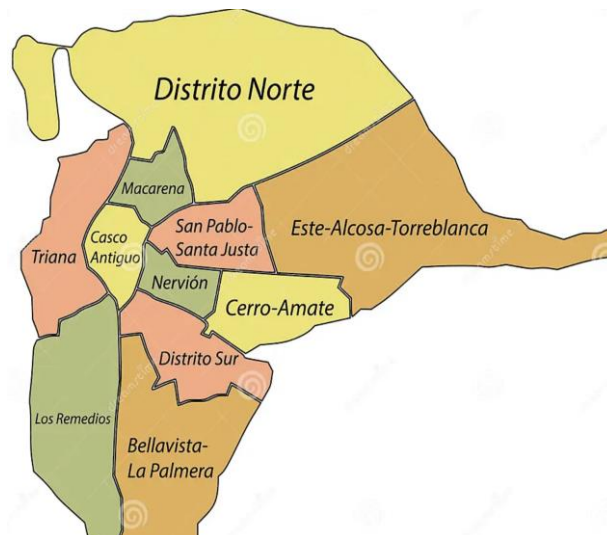 Distrito Norte
Macarena
San Pablo-
Santa Justa
Este-Alcosa-Torreblanca
Casco
Antiguo
Triana
Nervión
Cerro-Amate
Distrito Sur
Los Remedios
Bellavista-
La Palmera